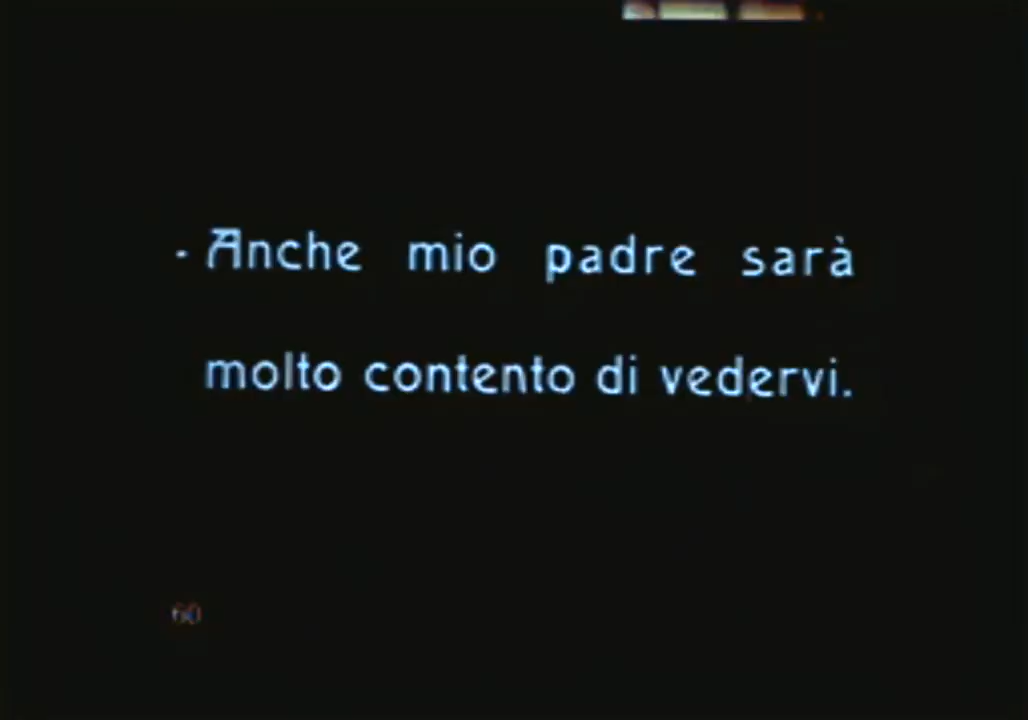 - Anche mio padre sarà
molto contento di vedervi.
60